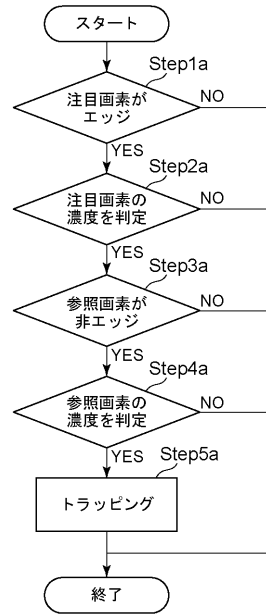 スタート
Step1a
注目画素が
エッジ
NO
YES
Step2a
注目画素の
濃度を判定
NO
YES
Step3a
参照画素が
非エッジ
NO
YES
Step4a
参照画素の
濃度を判定
NO
YES
Step5a
トラッピング
終了